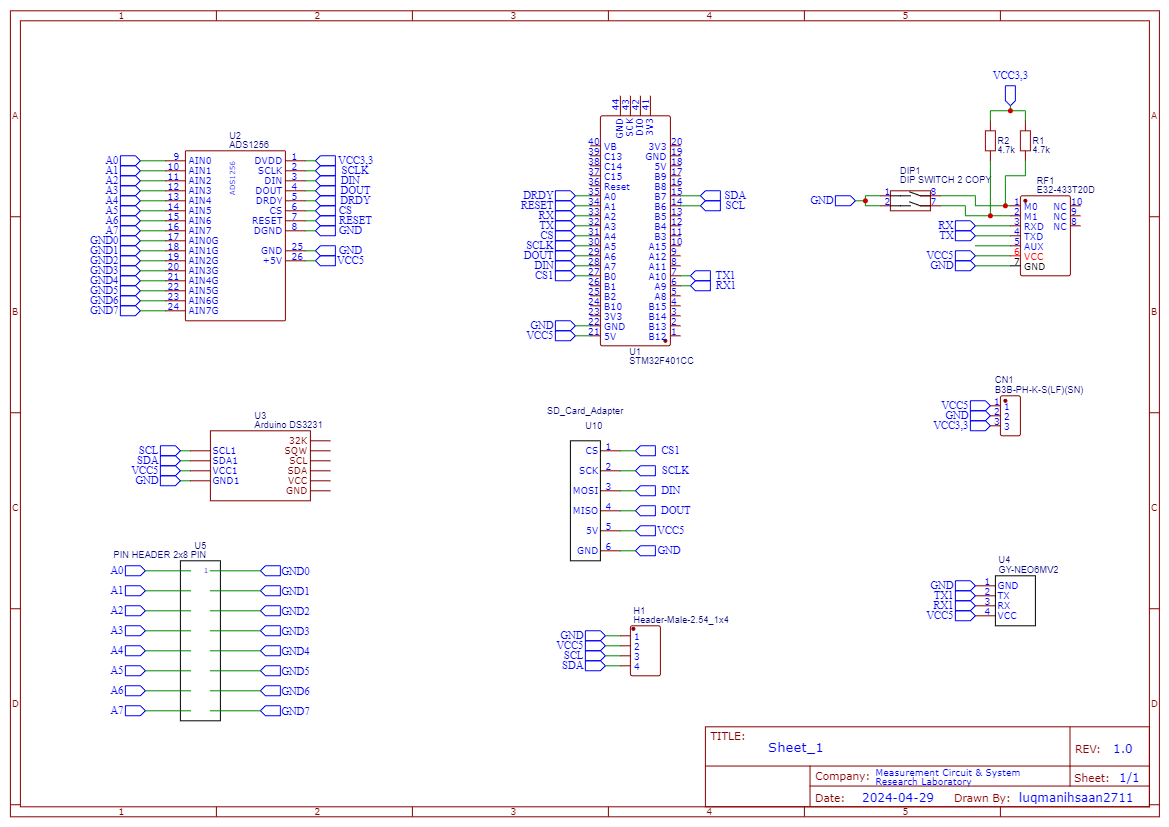 1 2 3 4 5
A A
B B
C C
D D
1 2 3 4 5
U2
ADS1256
ADS1256
A0 9 AIN0 DVDD 1 VCC3,3
A1 10 AIN1 SCLK 2 SCLK
A2 11 AIN2 DIN 3 DIN
A3 12 AIN3 DOUT 4 DOUT
A4 13 AIN4 DRDY 5 DRDY
A5 14 AIN5 CS 6 CS
A6 15 AIN6 RESET 7 RESET
A7 16 AIN7 DGND 8 GND
GND0 17 AIN0G
GND1 18 AIN1G GND 25 GND
GND2 19 AIN2G +5V 26 VCC5
GND3 20 AIN3G
GND4 21 AIN4G
GND5 22 AIN5G
GND6 23 AIN6G
GND7 24 AIN7G
44 43 42 41
GND SCK DIO 3V3
40 VB 3V3 20
39 C13 GND 19
38 C14 5V 18
37 C15 B9 17
36 Reset B8 16
DRDY 35 A0 B7 15 SDA
RESET 34 A1 B6 14 SCL
RX 33 A2 B5 13
TX 32 A3 B4 12
CS 31 A4 B3 11
SCLK 30 A5 A15 10
DOUT 29 A6 A12 9
DIN 28 A7 A11 8
CS1 27 B0 A10 7 TX1
26 B1 A9 6 RX1
25 B2 A8 5
24 B10 B15 4
23 3V3 B14 3
GND 22 GND B13 2
VCC5 21 5V B12 1
U1
STM32F401CC
VCC3,3
R2
4.7k
R1
4.7k
DIP1
DIP SWITCH 2 COPY
GND 1 8
2 7
RF1
E32-433T20D
1 M0 NC 10
2 M1 NC 9
RX 3 RXD NC 8
TX 4 TXD
5 AUX
VCC5 6 VCC
GND 7 GND
CN1
B3B-PH-K-S(LF)(SN)
VCC5 1 1
GND 2 2
VCC3,3 3 3
U3
Arduino DS3231
32K
SCL SCL1 SQW
SDA SDA1 SCL
VCC5 VCC1 SDA
GND GND1 VCC
GND
SD_Card_Adapter
U10
CS 1 CS1
SCK 2 SCLK
MOSI 3 DIN
MISO 4 DOUT
5V 5 VCC5
GND 6 GND
U5
PIN HEADER 2x8 PIN
A0 1 GND0
A1 GND1
A2 GND2
A3 GND3
A4 GND4
A5 GND5
A6 GND6
A7 GND7
H1
Header-Male-2.54_1x4
GND 1
VCC5 2
SCL 3
SDA 4
U4
GY-NEO6MV2
GND 1 GND
TX1 2 TX
RX1 3 RX
VCC5 4 VCC
TITLE:
Sheet_1
REV: 1.0
Company: Measurement Circuit & System
Research Laboratory
Sheet: 1/1
Date: 2024-04-29 Drawn By: luqmanihsaan2711